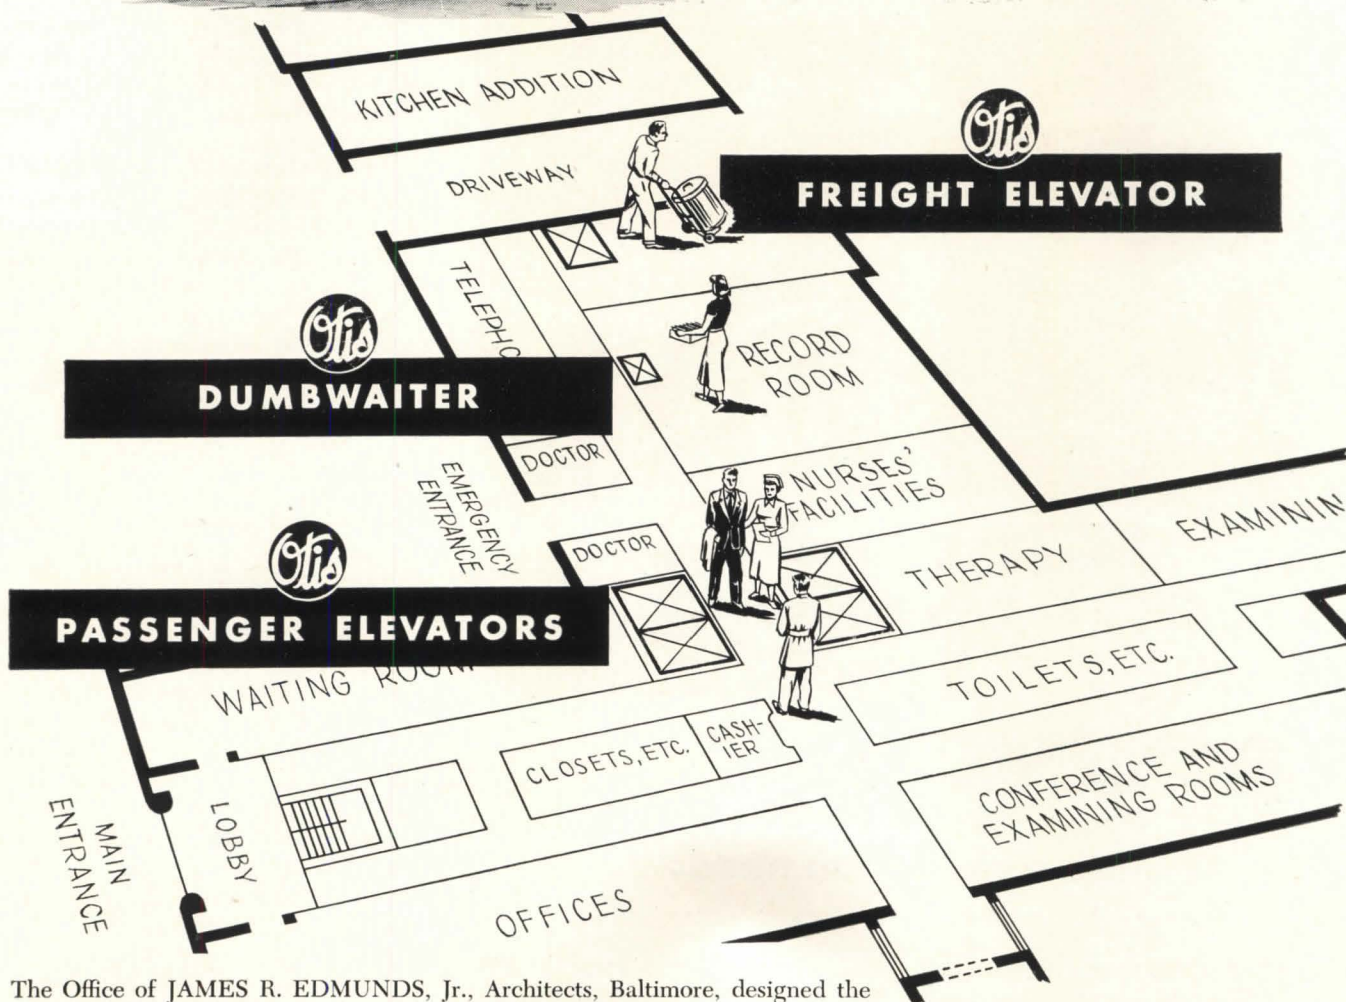 KITCHEN ADDITION
DRIVEWAY
Otis
FREIGHT ELEVATOR
TELEPHO
Otis
DUMBWAITER
RECORD
ROOM
DOCTOR
EMERGENCY
ENTRANCE
NURSES'
FACILITIES
DOCTOR
THERAPY
EXAMININ
Otis
PASSENGER ELEVATORS
WAITING ROOM
TOILETS, ETC.
CLOSETS, ETC.
CASH-
IER
CONFERENCE AND
EXAMINING ROOMS
MAIN
ENTRANCE
LOBBY
OFFICES
The Office of JAMES R. EDMUNDS, Jr., Architects, Baltimore, designed the